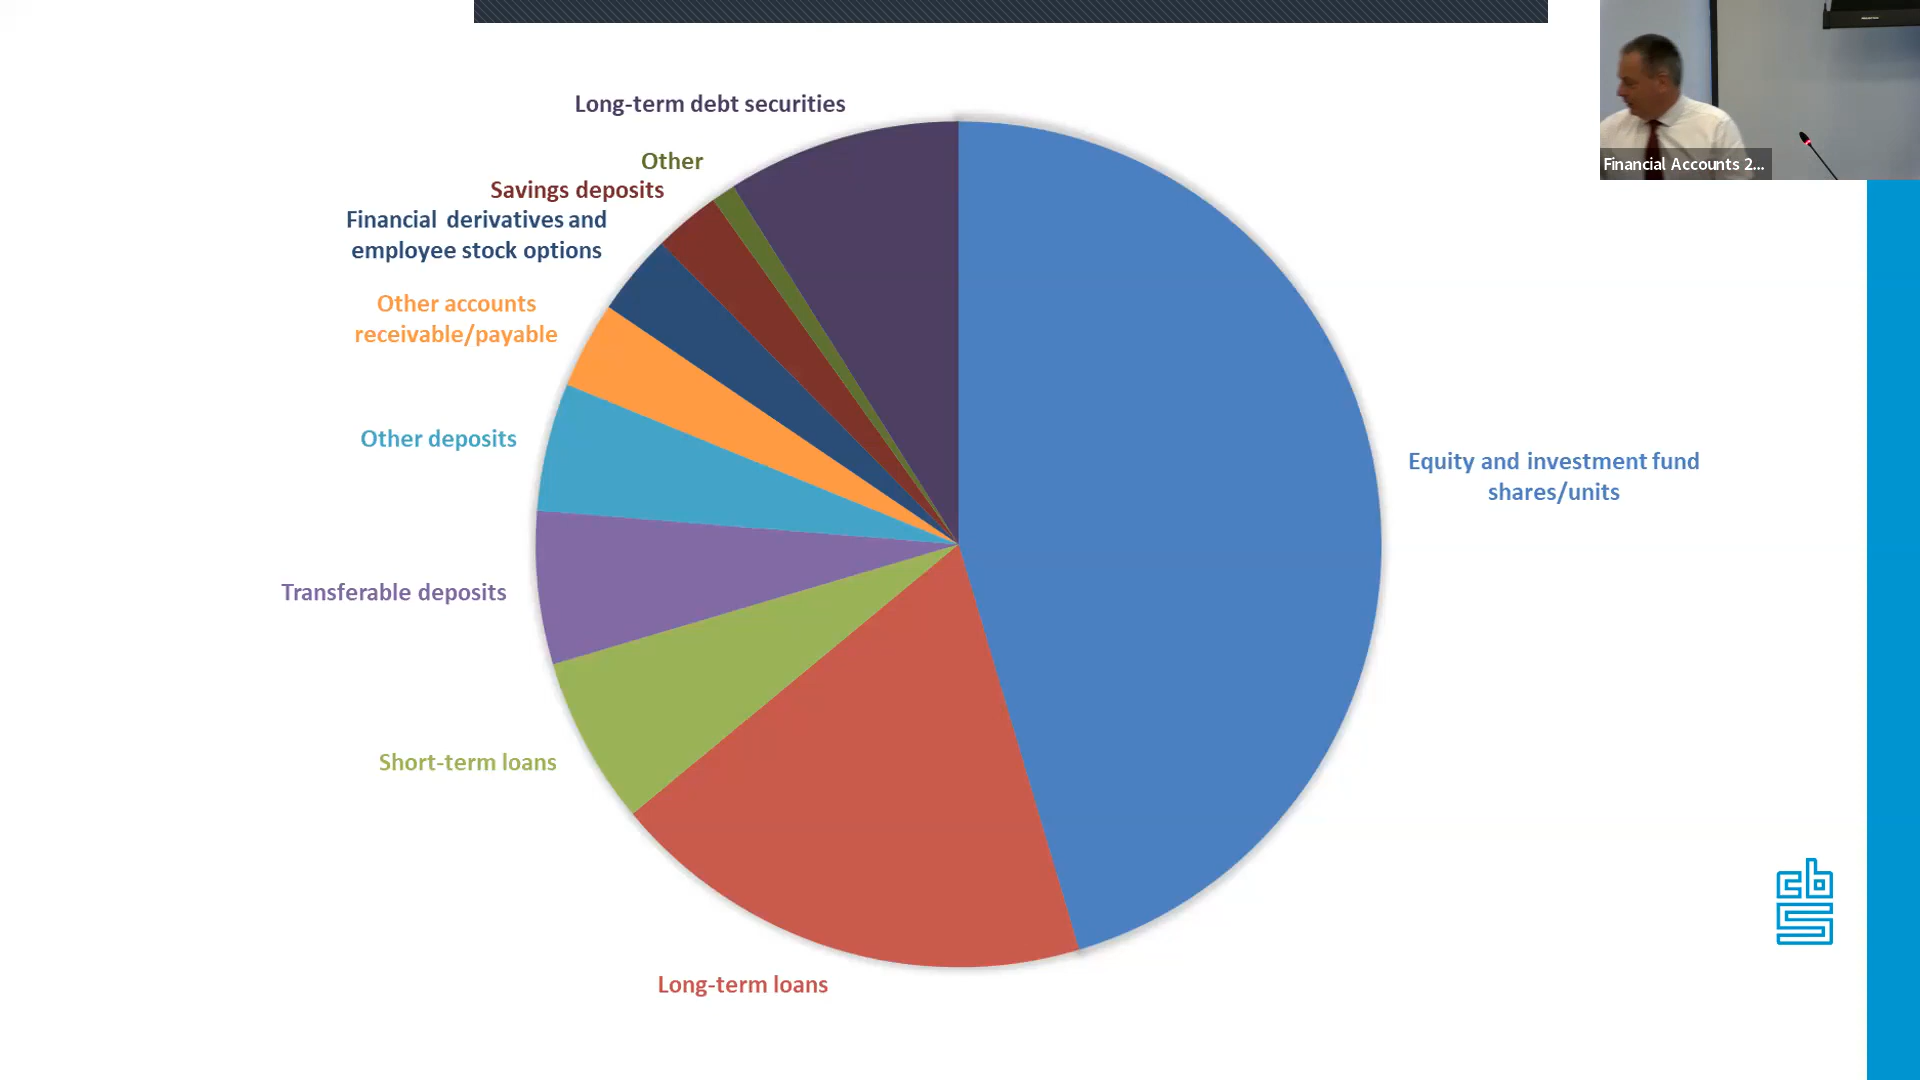 Long-term debt securities
Other
Savings deposits
Financial derivatives and
employee stock options
Other accounts
receivable/payable
Other deposits
Transferable deposits
Short-term loans
Long-term loans
Equity and investment fund
shares/units
Financial Accounts 2...
cbs